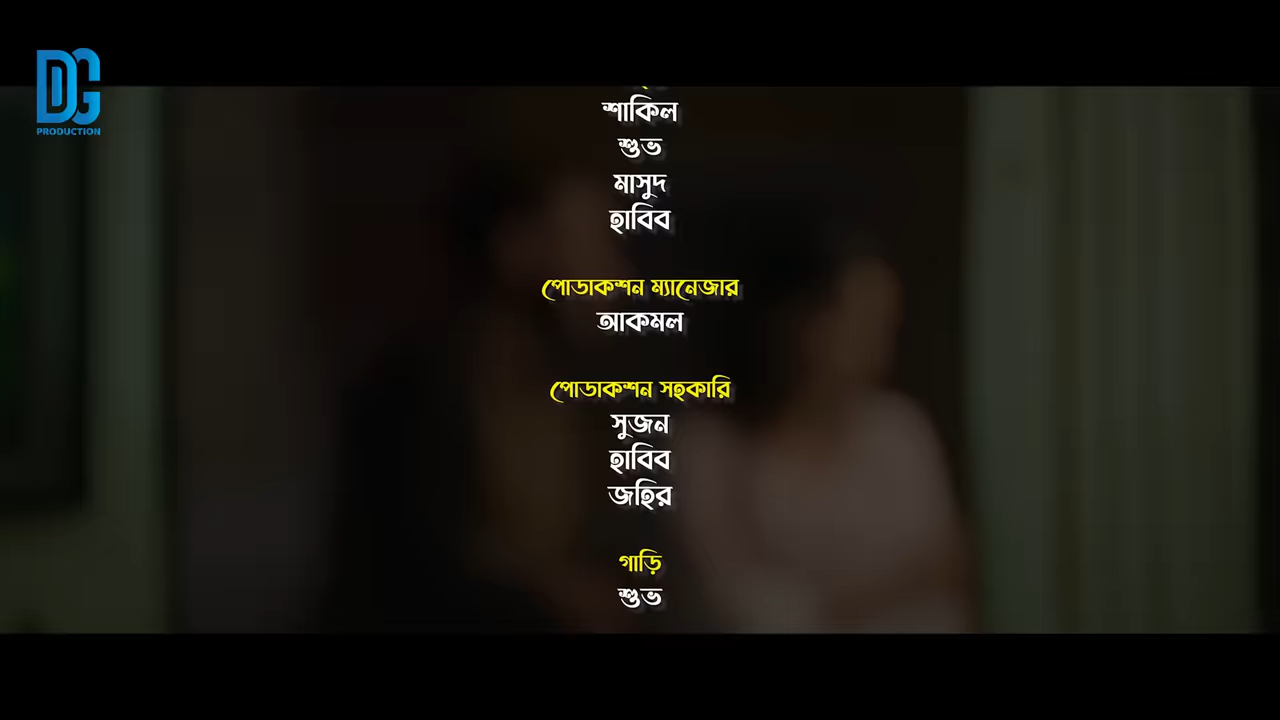 DG
PRODUCTION
শাকিল
শুভ
মাসুদ
হাবিব
পোডাকশন ম্যানেজার
আকমল
পোডাকশন সহকারি
সুজন
হাবিব
জহির
গাড়ি
শুভ